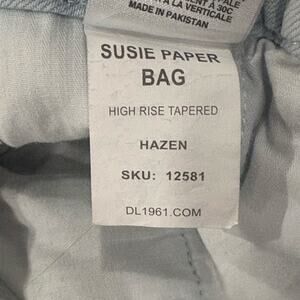 À LA VERTICALE
MADE IN PAKISTAN
SUSIE PAPER
BAG
HIGH RISE TAPERED
HAZEN
SKU: 12581
DL1961.COM